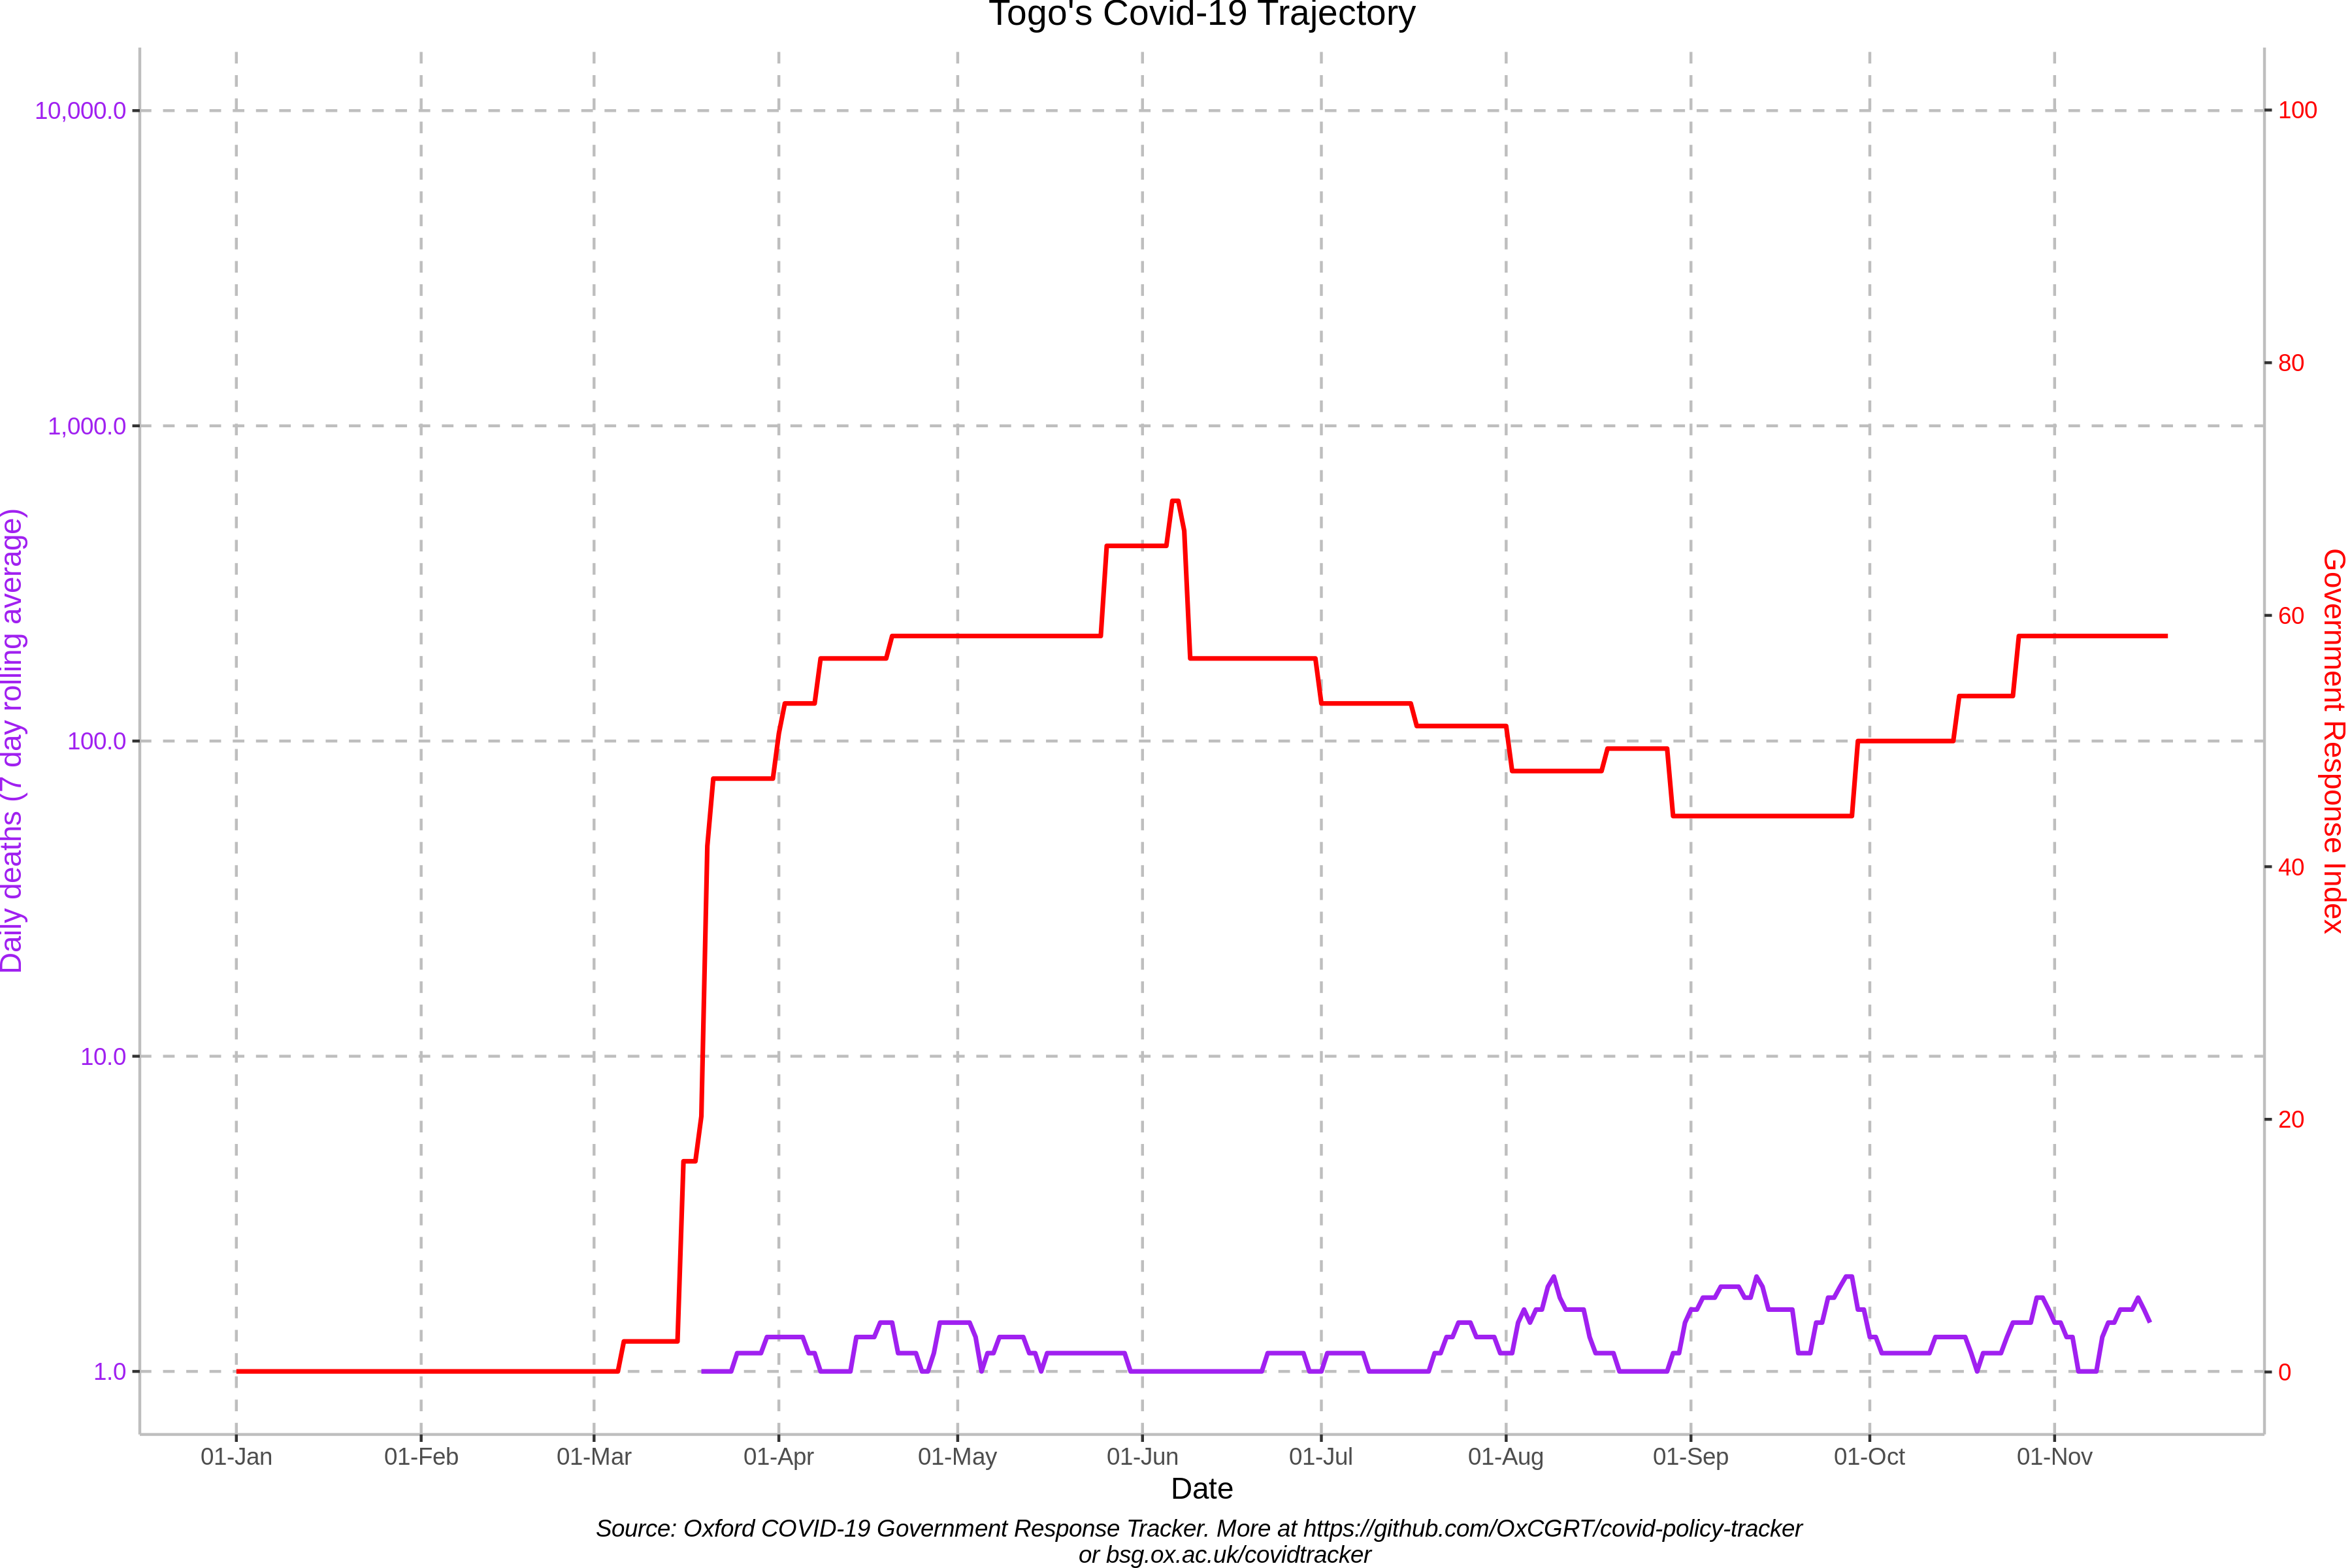 Togo's Covid-19 Trajectory
10,000.0
1,000.0
100.0
10.0
1.0
Daily deaths (7 day rolling average)
100
80
60
40
20
0
Government Response Index
01-Jan 01-Feb 01-Mar 01-Apr 01-May 01-Jun 01-Jul 01-Aug 01-Sep 01-Oct 01-Nov
Date
Source: Oxford COVID-19 Government Response Tracker. More at https://github.com/OxCGRT/covid-policy-tracker
or bsg.ox.ac.uk/covidtracker